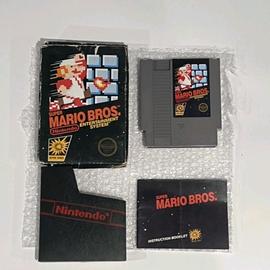 SUPER
MARIO BROS.
Nintendo
ENTERTAINMENT
SYSTEM
SUPER
MARIO BROS.
Nintendo
SUPER
MARIO BROS.
INSTRUCTION BOOKLET